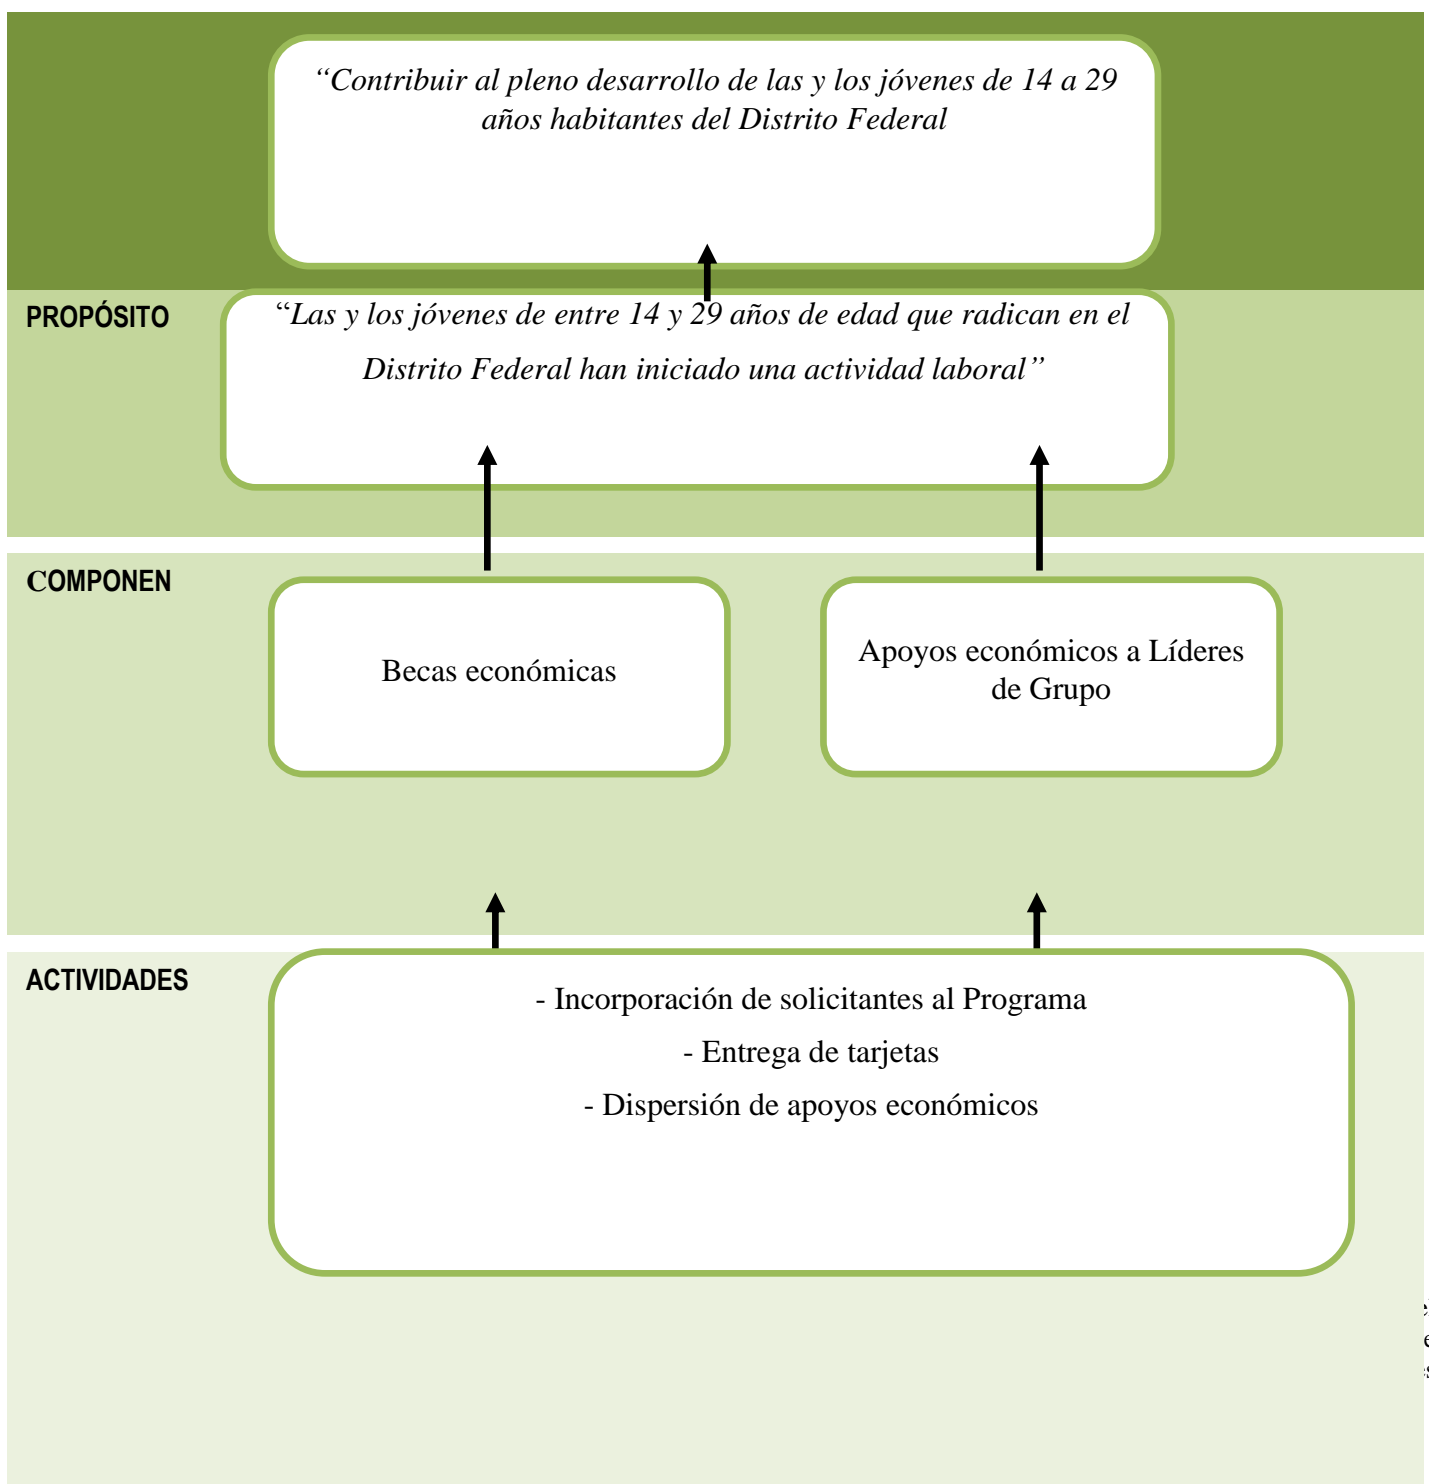 “Contribuir al pleno desarrollo de las y los jóvenes de 14 a 29
años habitantes del Distrito Federal
PROPÓSITO
“Las y los jóvenes de entre 14 y 29 años de edad que radican en el
Distrito Federal han iniciado una actividad laboral”
COMPONEN
Becas económicas
Apoyos económicos a Líderes
de Grupo
ACTIVIDADES
- Incorporación de solicitantes al Programa
- Entrega de tarjetas
- Dispersión de apoyos económicos